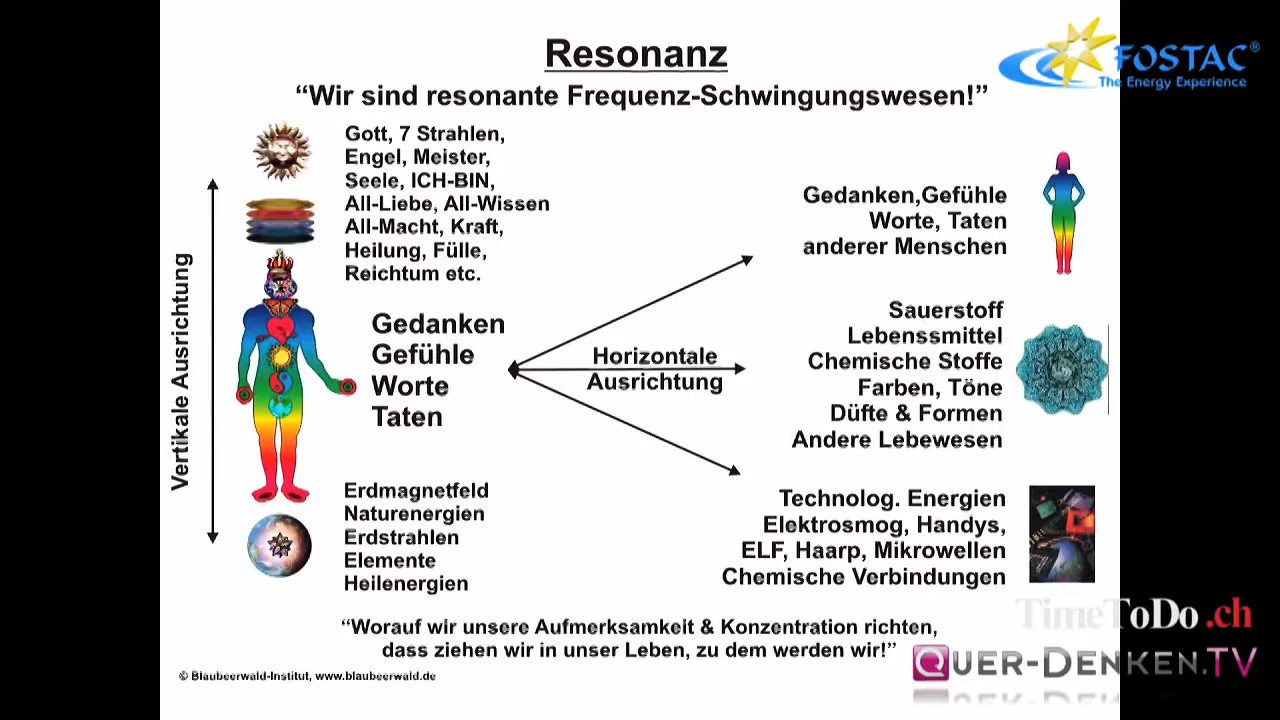 Resonanz
“Wir sind resonante Frequenz-Schwingungswesen!”
FOSTAC®
The Energy Experience
Vertikale Ausrichtung
Gott, 7 Strahlen,
Engel, Meister,
Seele, ICH-BIN,
All-Liebe, All-Wissen
All-Macht, Kraft,
Heilung, Fülle,
Reichtum etc.
Gedanken
Gefühle
Worte
Taten
Erdmagnetfeld
Naturenergien
Erdstrahlen
Elemente
Heilenergien
Horizontale
Ausrichtung
Gedanken,Gefühle
Worte, Taten
anderer Menschen
Sauerstoff
Lebenssmittel
Chemische Stoffe
Farben, Töne
Düfte & Formen
Andere Lebewesen
Technolog. Energien
Elektrosmog, Handys,
ELF, Haarp, Mikrowellen
Chemische Verbindungen
“Worauf wir unsere Aufmerksamkeit & Konzentration richten,
dass ziehen wir in unser Leben, zu dem werden wir!”
© Blaubeerwald-Institut, www.blaubeerwald.de
TimeToDo.ch
QUER-DENKEN.TV